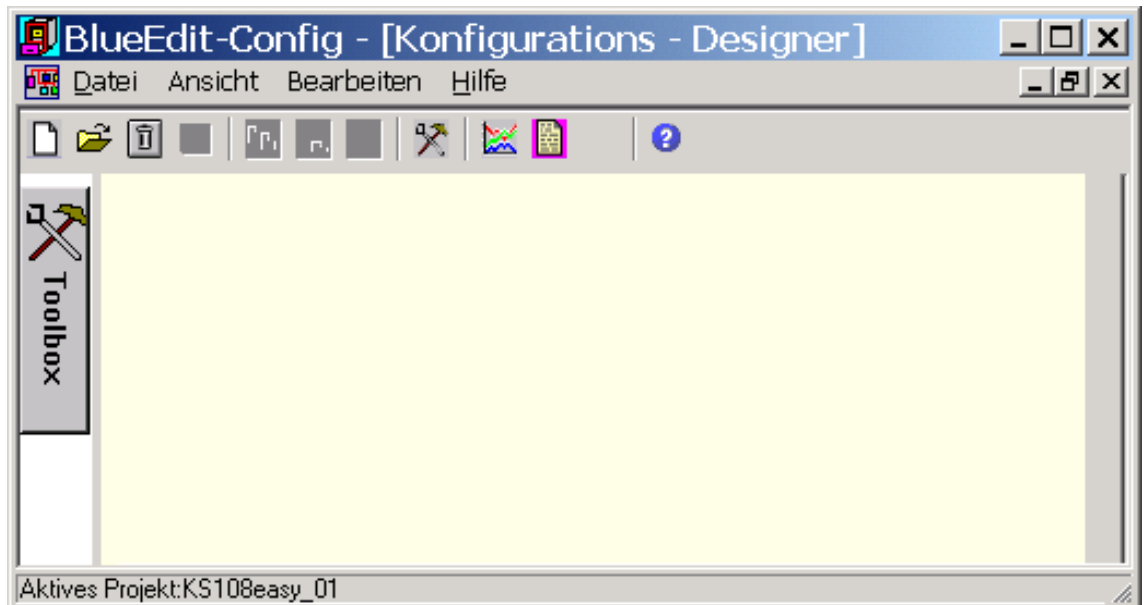 BlueEdit-Config - [Konfigurations - Designer]
Datei Ansicht Bearbeiten Hilfe
Toolbox
Aktives Projekt:KS108easy_01